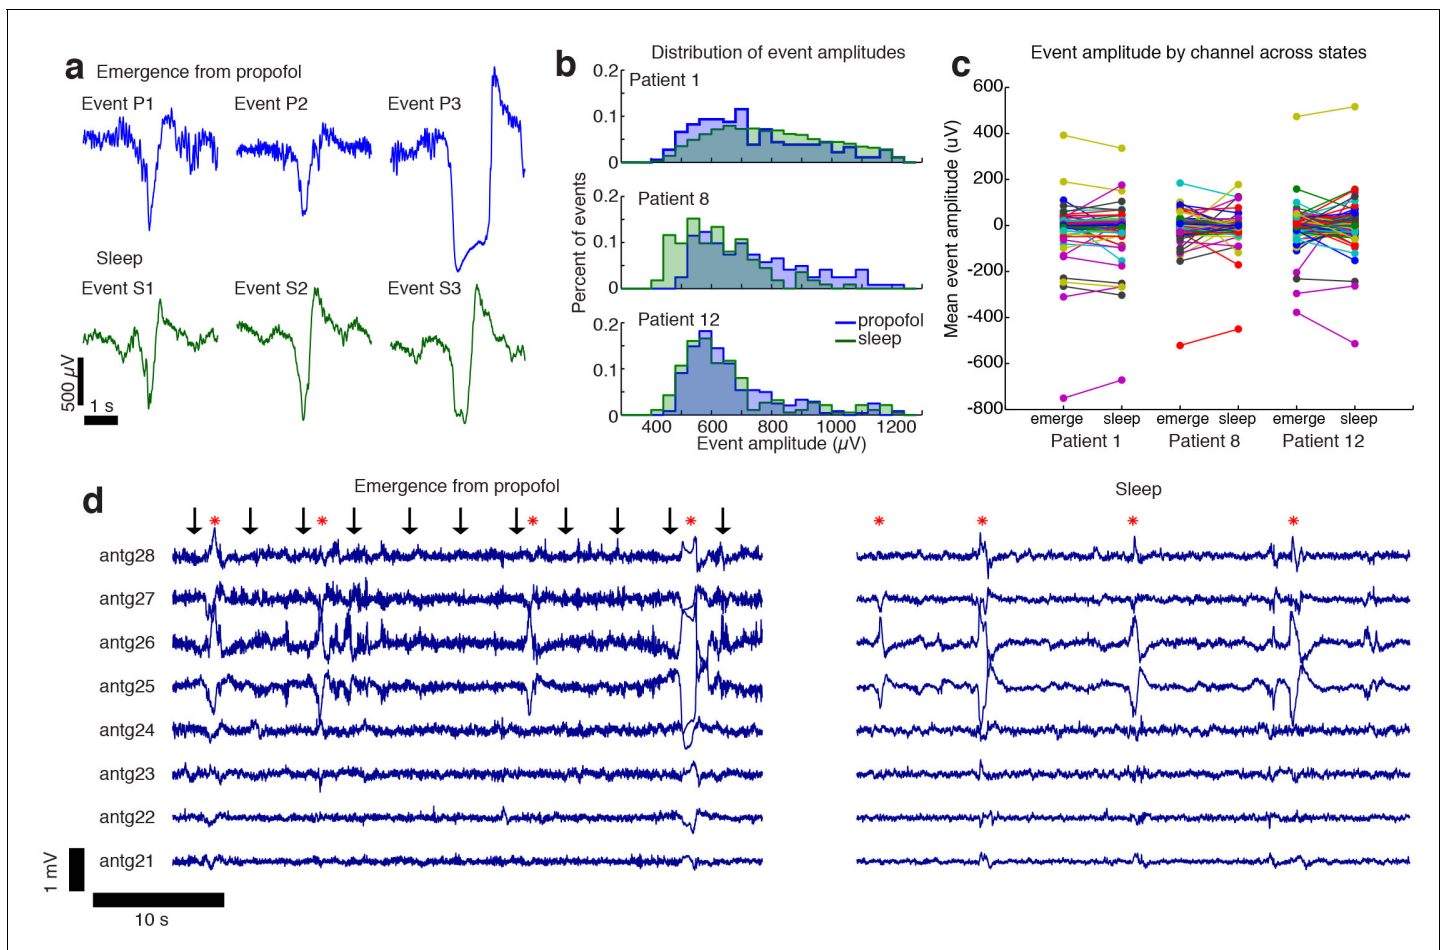 a
Emergence from propofol
Event P1 Event P2 Event P3
Sleep
Event S1 Event S2 Event S3
500 µV
1 s
b
Distribution of event amplitudes
Patient 1
0.2
0.1
0
Patient 8
0.2
0.1
0
Patient 12
0.2
0.1
0
propofol
sleep
Percent of events
400 600 800 1000 1200
Event amplitude (µV)
c
Event amplitude by channel across states
Mean event amplitude (uV)
600
400
200
0
-200
-400
-600
-800
emerge sleep emerge sleep emerge sleep
Patient 1 Patient 8 Patient 12
d
Emergence from propofol
Sleep
antg28
antg27
antg26
antg25
antg24
antg23
antg22
antg21
1 mV
10 s